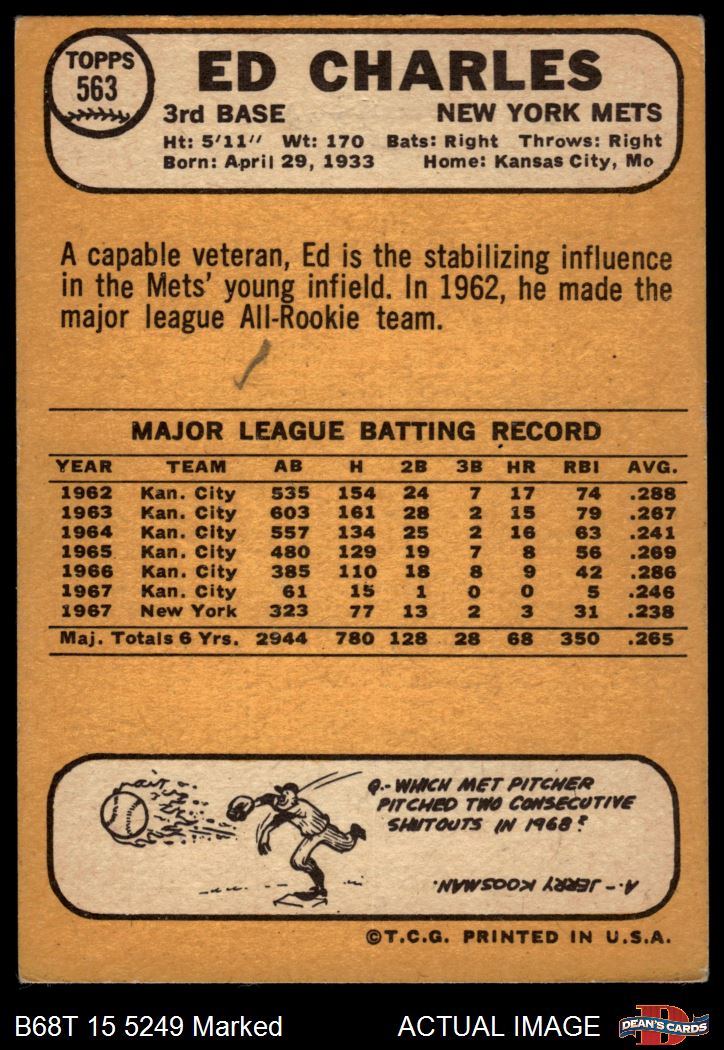 TOPPS
563
ED CHARLES
3rd BASE NEW YORK METS
Ht: 5'11" Wt: 170 Bats: Right Throws: Right
Born: April 29, 1933 Home: Kansas City, Mo
A capable veteran, Ed is the stabilizing influence
in the Mets' young infield. In 1962, he made the
major league All-Rookie team.
MAJOR LEAGUE BATTING RECORD
YEAR TEAM AB H 2B 3B HR RBI AVG.
1962 Kan. City 535 154 24 7 17 74 .288
1963 Kan. City 603 161 28 2 15 79 .267
1964 Kan. City 557 134 25 2 16 63 .241
1965 Kan. City 480 129 19 7 8 56 .269
1966 Kan. City 385 110 18 8 9 42 .286
1967 Kan. City 61 15 1 0 0 5 .246
1967 New York 323 77 13 2 3 31 .238
Maj. Totals 6 Yrs. 2944 780 128 28 68 350 .265
Q.- WHICH MET PITCHER
PITCHED TWO CONSECUTIVE
SHUTOUTS IN 1968?
A.- JERRY KOOSMAN.
©T.C.G. PRINTED IN U.S.A.
B68T 15 5249 Marked ACTUAL IMAGE
D
DEAN'S CARDS